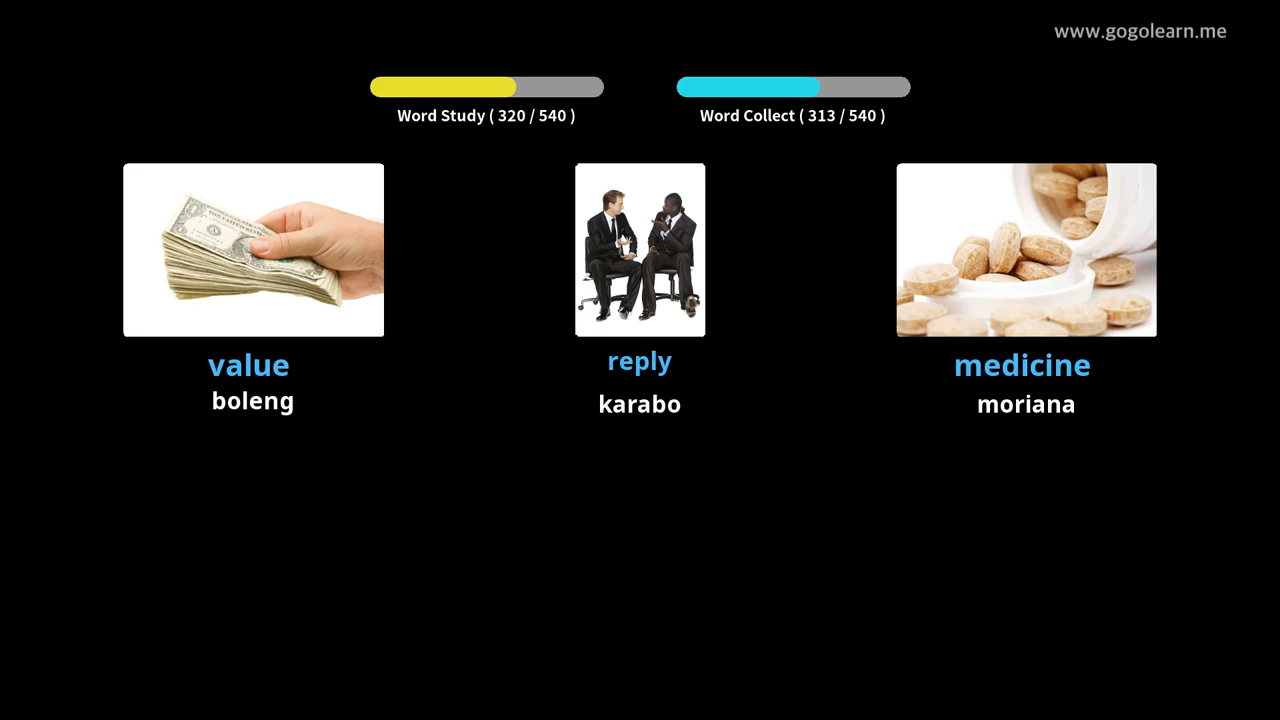 www.gogolearn.me
Word Study ( 320 / 540 )
Word Collect ( 313 / 540 )
value
boleng
reply
karabo
medicine
moriana